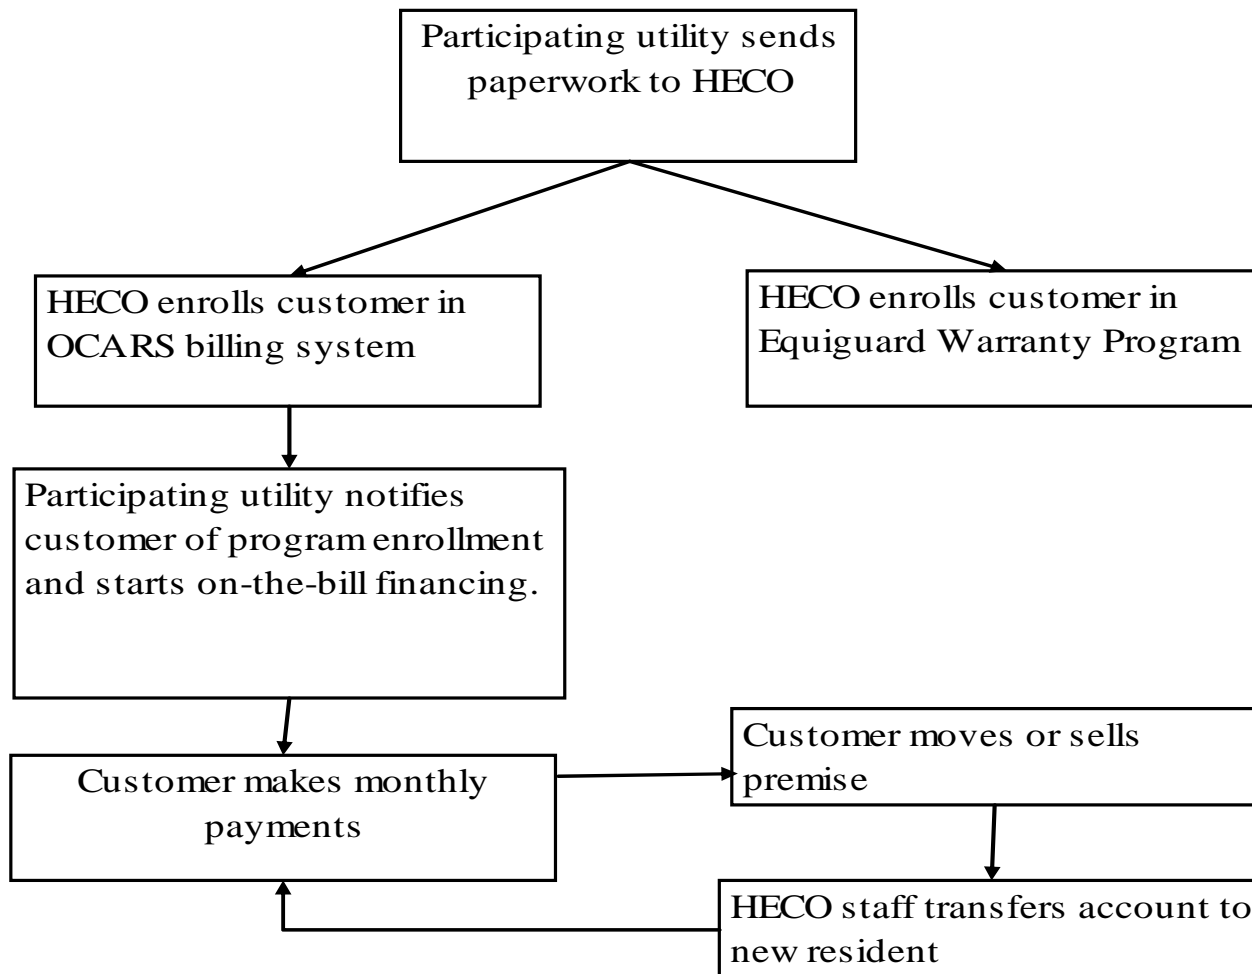 Participating utility sends
paperwork to HECO
HECO enrolls customer in
OCARS billing system
HECO enrolls customer in
Equiguard Warranty Program
Participating utility notifies
customer of program enrollment
and starts on-the-bill financing.
Customer makes monthly
payments
Customer moves or sells
premise
HECO staff transfers account to
new resident